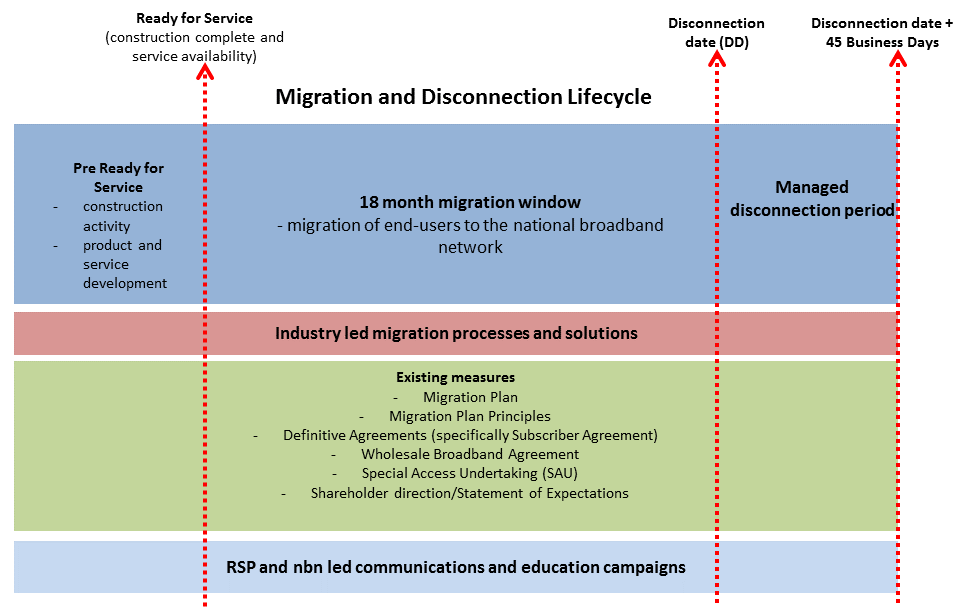 Ready for Service
(construction complete and
service availability)
Disconnection
date (DD)
Disconnection date +
45 Business Days
Migration and Disconnection Lifecycle
Pre Ready for
Service
- construction
activity
- product and
service
development
18 month migration window
- migration of end-users to the national broadband
network
Managed
disconnection period
Industry led migration processes and solutions
Existing measures
- Migration Plan
- Migration Plan Principles
- Definitive Agreements (specifically Subscriber Agreement)
- Wholesale Broadband Agreement
- Special Access Undertaking (SAU)
- Shareholder direction/Statement of Expectations
RSP and nbn led communications and education campaigns